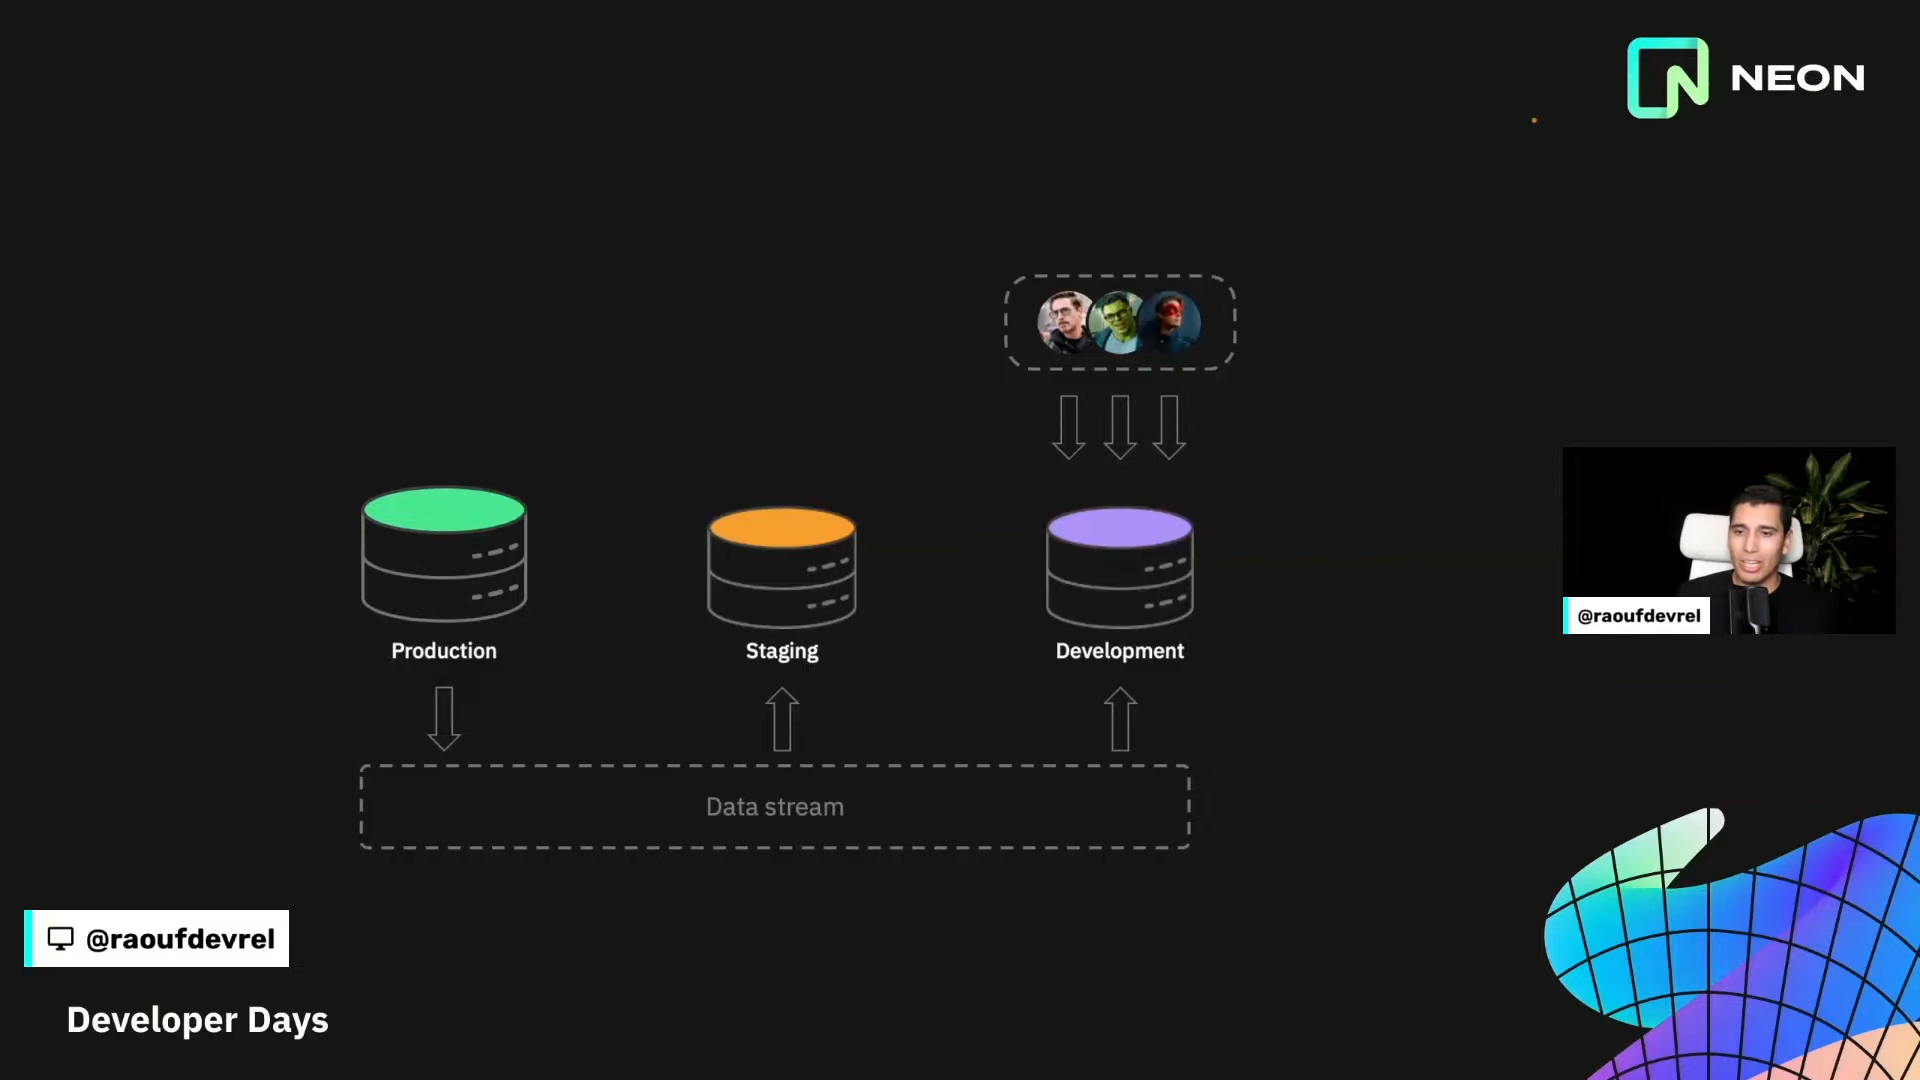 NEON
Production
Staging
Development
Data stream
@raoufdevrel
@raoufdevrel
Developer Days